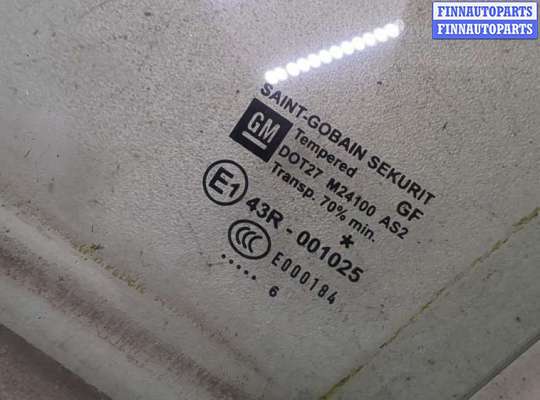 FINNAUTOPARTS
FINNAUTOPARTS
SAINT-GOBAIN SEKURIT
GM
Tempered GF
DOT27 M24100 AS2
Transp. 70% min.
E1 43R - 001025 *
CCC E000184
..... 6